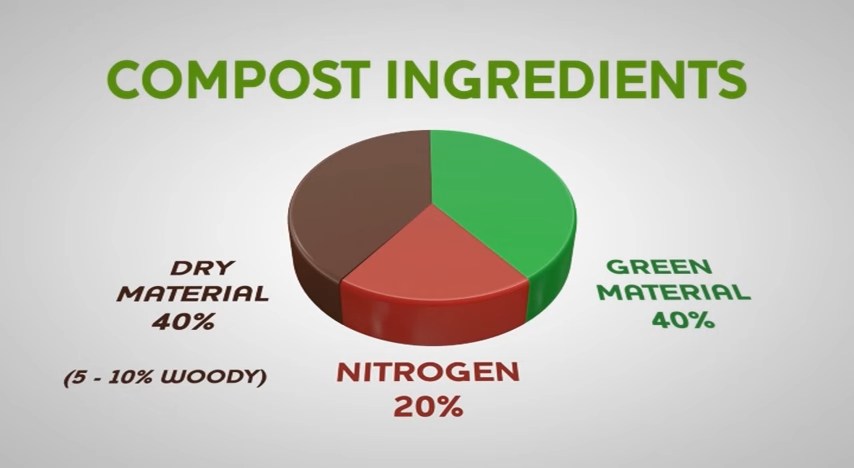 COMPOST INGREDIENTS
DRY
MATERIAL
40%
(5 - 10% WOODY)
NITROGEN
20%
GREEN
MATERIAL
40%